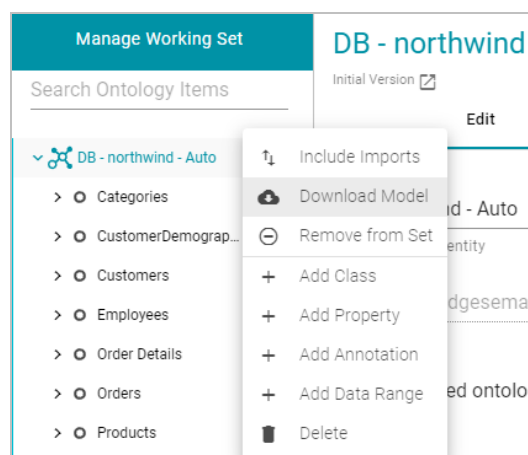 Manage Working Set
Search Ontology Items
DB - northwind - Auto
Categories
CustomerDemograp...
Customers
Employees
Order Details
Orders
Products
Include Imports
Download Model
Remove from Set
Add Class
Add Property
Add Annotation
Add Data Range
Delete
DB - northwind
Initial Version
Edit
d - Auto
entity
dgesema
ed ontolo